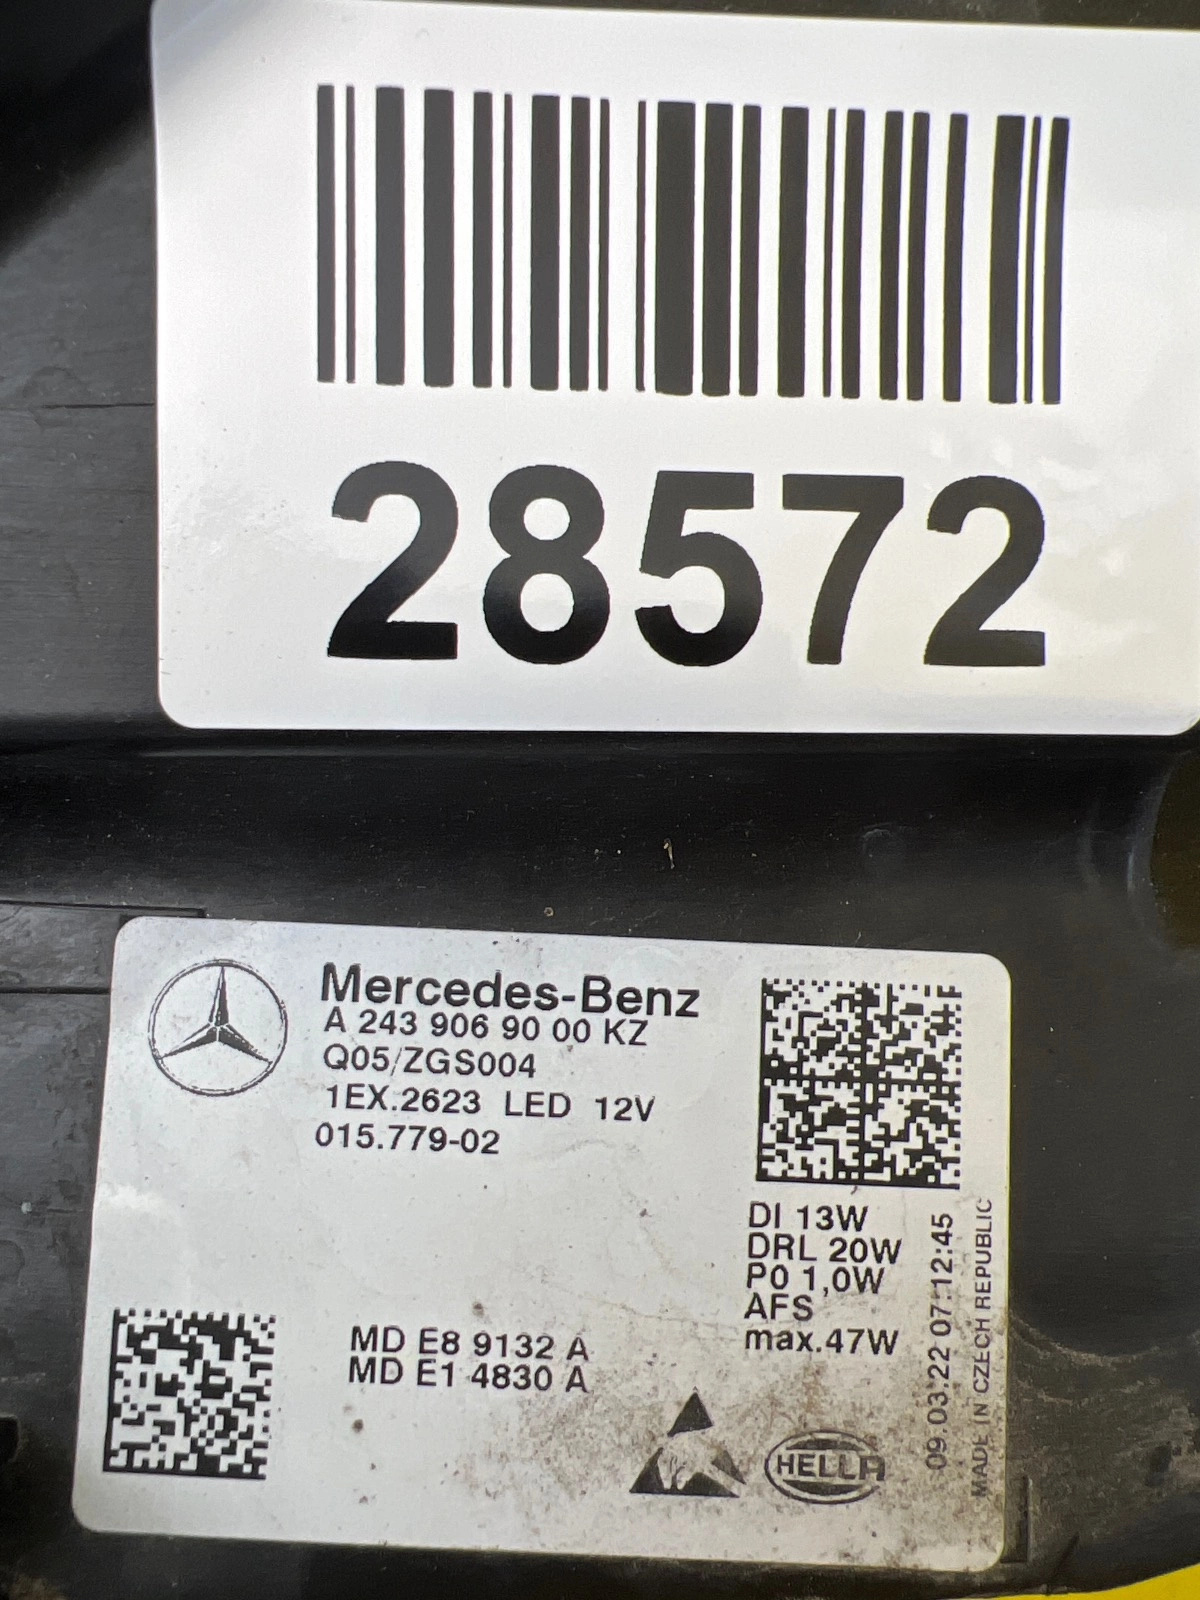 28572
Mercedes-Benz
A 243 906 90 00 KZ
Q05/ZGS004
1EX.2623 LED 12V
015.779-02
DI 13W
DRL 20W
P0 1,0W
AFS
max.47W
MD E8 9132 A
MD E1 4830 A
HELLA
09.03.22 07:12:45
MADE IN CZECH REPUBLIC